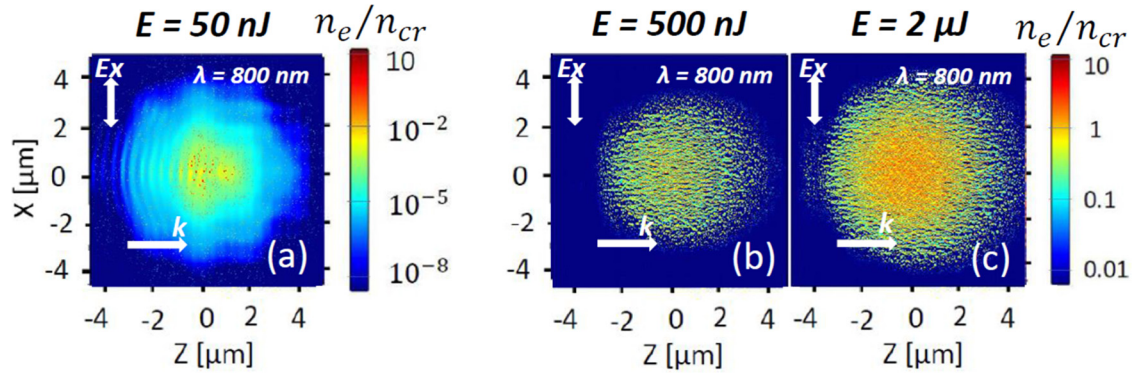 E = 50 nJ
n_e/n_cr
E = 500 nJ
E = 2 μJ
n_e/n_cr
Ex
λ = 800 nm
k
(a)
4
2
0
-2
-4
X [μm]
-4
-2
0
2
4
Z [μm]
10
10⁻²
10⁻⁵
10⁻⁸
Ex
λ = 800 nm
k
(b)
4
2
0
-2
-4
-4
-2
0
2
4
Z [μm]
Ex
λ = 800 nm
k
(c)
-4
-2
0
2
4
Z [μm]
10
1
0.1
0.01